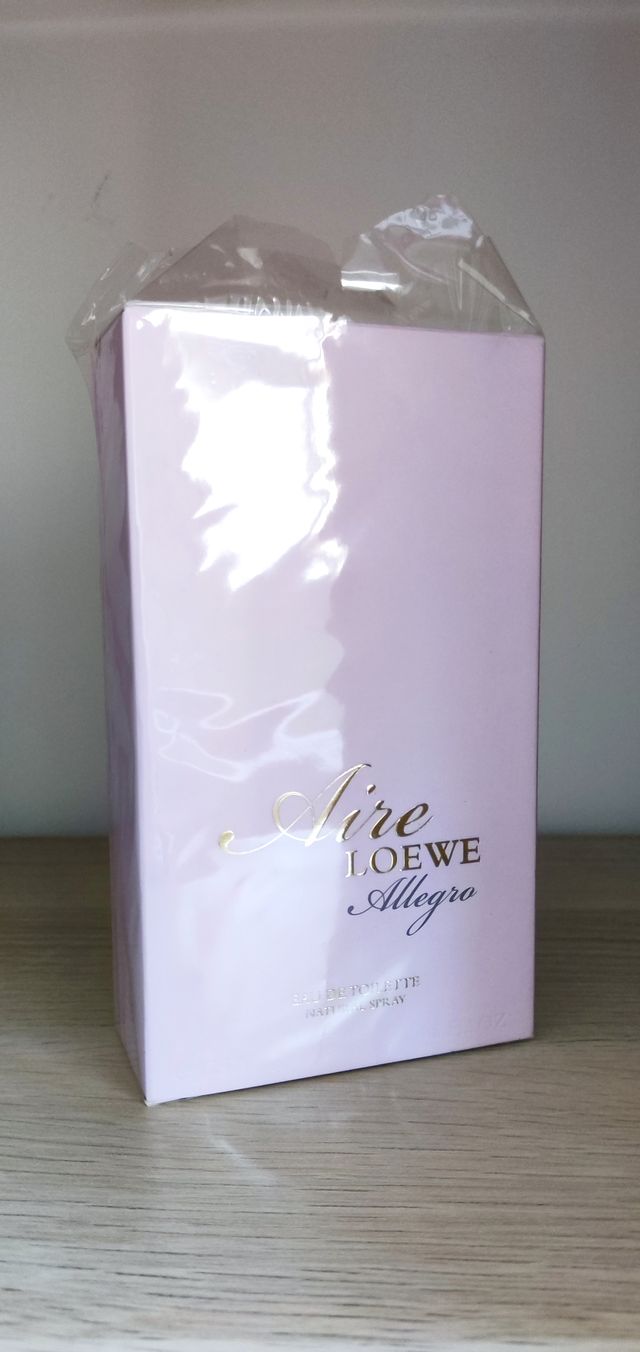 Aire
LOEWE
Allegro
EAU DE TOILETTE
NATURAL SPRAY